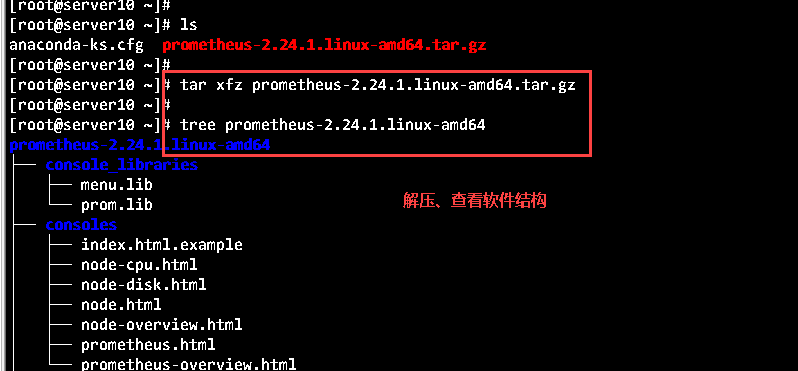 [root@server10 ~]#
[root@server10 ~]# ls
anaconda-ks.cfg  prometheus-2.24.1.linux-amd64.tar.gz
[root@server10 ~]#
[root@server10 ~]# tar xfz prometheus-2.24.1.linux-amd64.tar.gz
[root@server10 ~]#
[root@server10 ~]# tree prometheus-2.24.1.linux-amd64
prometheus-2.24.1.linux-amd64
├── console_libraries
│   ├── menu.lib
│   └── prom.lib
解压、查看软件结构
├── consoles
│   ├── index.html.example
│   ├── node-cpu.html
│   ├── node-disk.html
│   ├── node.html
│   ├── node-overview.html
│   ├── prometheus.html
│   └── prometheus-overview.html